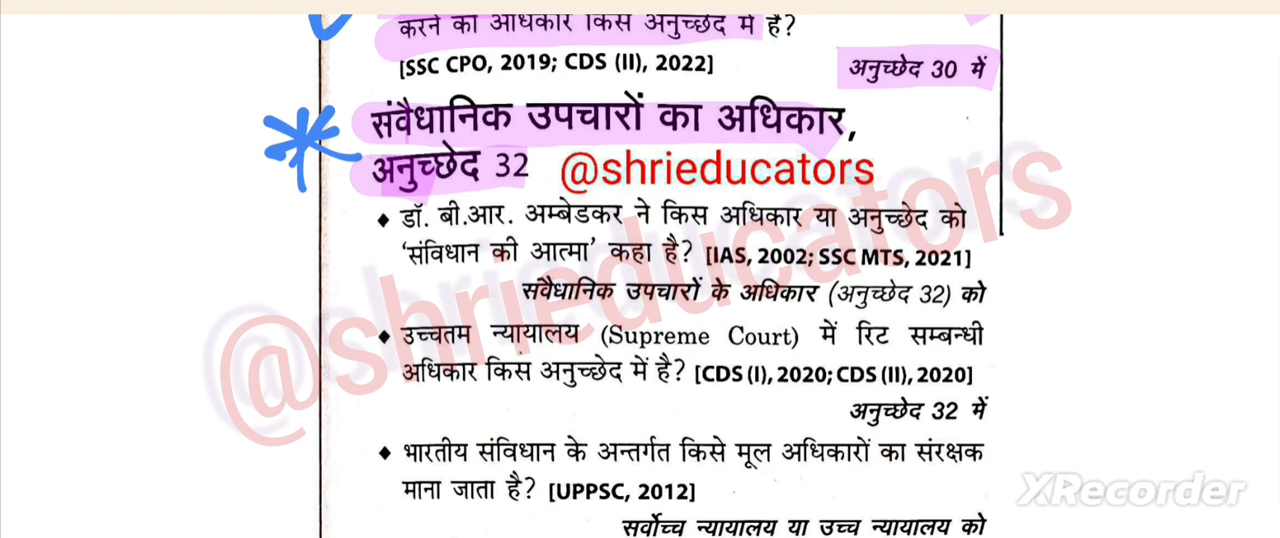 करने का अधिकार किस अनुच्छेद में है?
[SSC CPO, 2019; CDS (II), 2022]
अनुच्छेद 30 में
संवैधानिक उपचारों का अधिकार,
अनुच्छेद 32
@shrieducators
♦ डॉ. बी.आर. अम्बेडकर ने किस अधिकार या अनुच्छेद को
'संविधान की आत्मा' कहा है? [IAS, 2002; SSC MTS, 2021]
संवैधानिक उपचारों के अधिकार (अनुच्छेद 32) को
♦ उच्चतम न्यायालय (Supreme Court) में रिट सम्बन्धी
अधिकार किस अनुच्छेद में है? [CDS (I), 2020; CDS (II), 2020]
अनुच्छेद 32 में
♦ भारतीय संविधान के अन्तर्गत किसे मूल अधिकारों का संरक्षक
माना जाता है? [UPPSC, 2012]
सर्वोच्च न्यायालय या उच्च न्यायालय को
@shrieducators
XRecorder